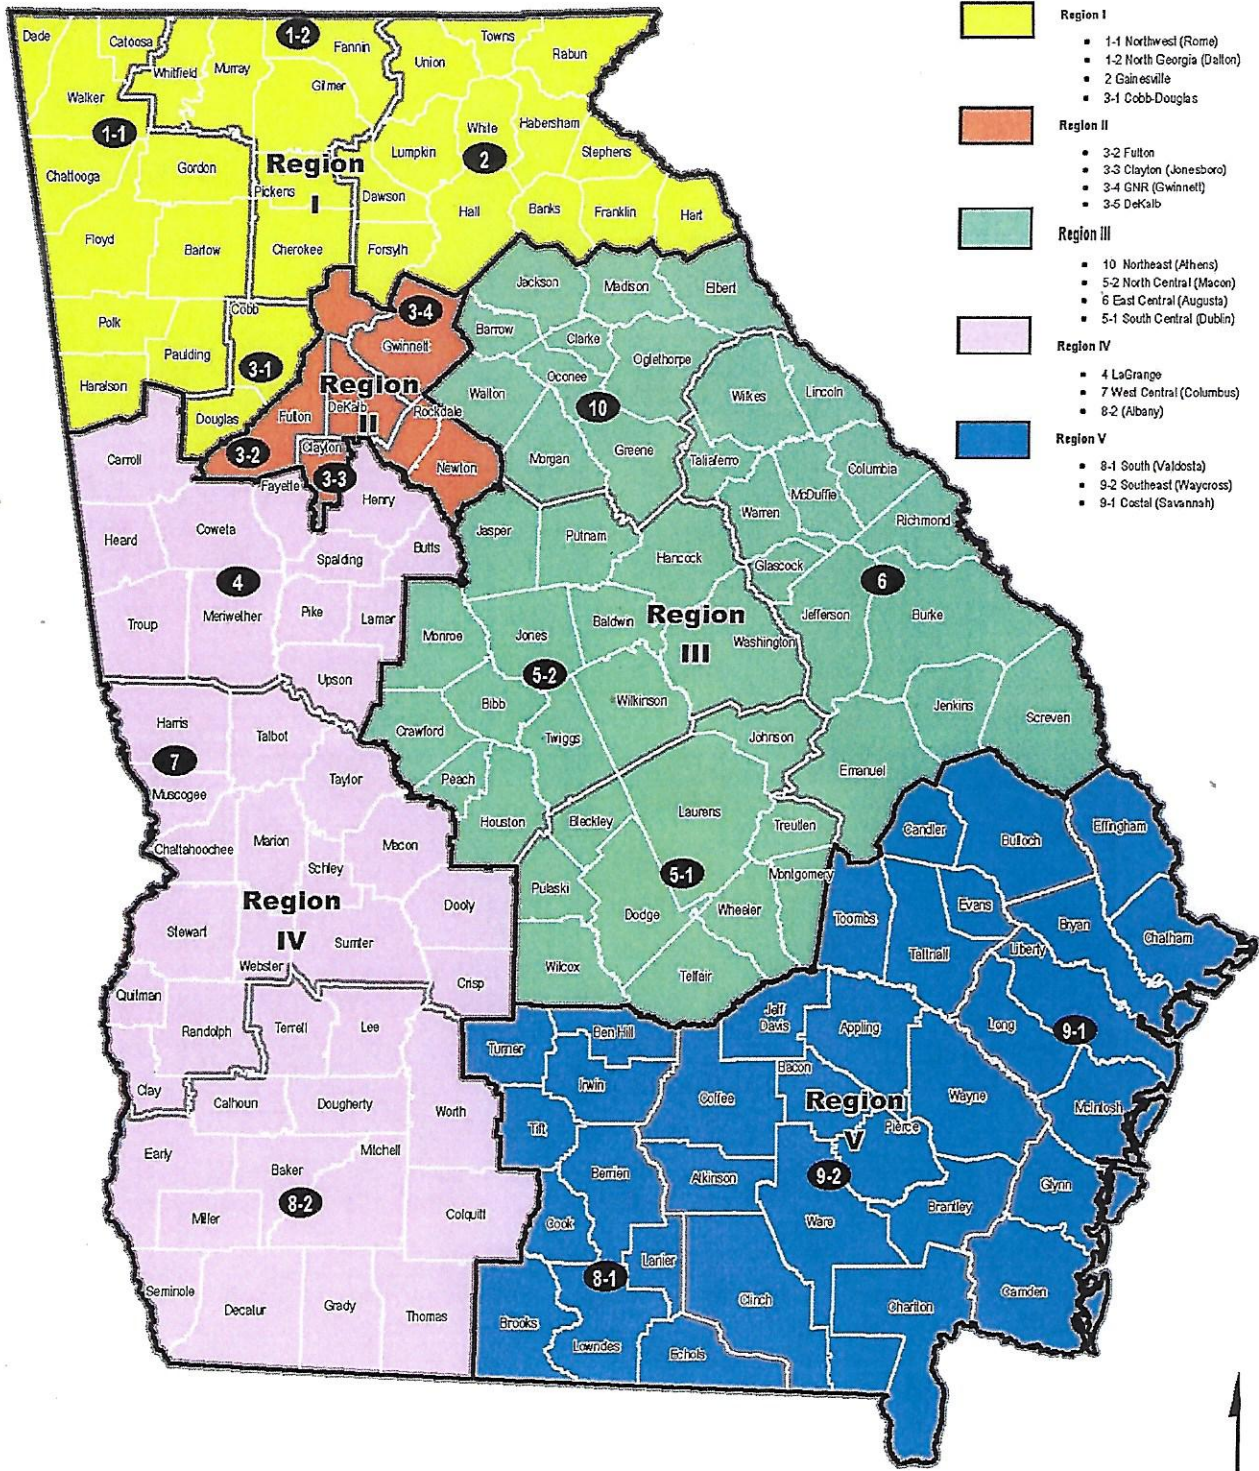 Region I
1-1 Northwest (Rome)
1-2 North Georgia (Dalton)
2 Gainesville
3-1 Cobb-Douglas
Region II
3-2 Fulton
3-3 Clayton (Jonesboro)
3-4 GNR (Gwinnett)
3-5 DeKalb
Region III
10 Northeast (Athens)
5-2 North Central (Macon)
6 East Central (Augusta)
5-1 South Central (Dublin)
Region IV
4 LaGrange
7 West Central (Columbus)
8-2 (Albany)
Region V
8-1 South (Valdosta)
9-2 Southeast (Waycross)
9-1 Costal (Savannah)
Dade
Catoosa
1-2
Fannin
Towns
Union
Rabun
Whitfield
Murray
Gilmer
Walker
1-1
White
Habersham
2
Lumpkin
Stephens
Chattooga
Gordon
Region
I
Pickens
Dawson
Hall
Banks
Franklin
Hart
Floyd
Bartow
Cherokee
Forsyth
Polk
Cobb
3-4
Gwinnett
Paulding
3-1
Haralson
Douglas
Region
II
Fulton
DeKalb
Rockdale
3-2
Clayton
3-3
Newton
Jackson
Madison
Elbert
Barrow
Clarke
Oglethorpe
Oconee
Walton
10
Wilkes
Lincoln
Morgan
Greene
Taliaferro
Columbia
McDuffie
Warren
Richmond
Carroll
Fayette
Henry
Coweta
Heard
Spalding
Butts
Jasper
Putnam
Hancock
Glascock
6
4
Troup
Meriwether
Pike
Lamar
Upson
Monroe
Jones
Baldwin
Region
III
Washington
Jefferson
Burke
5-2
Bibb
Wilkinson
Jenkins
Screven
Harris
Talbot
Crawford
Twiggs
Johnson
Emanuel
7
Taylor
Peach
Muscogee
Houston
Bleckley
Laurens
Treutlen
Candler
Bulloch
Effingham
Chattahoochee
Marion
Schley
Macon
Pulaski
5-1
Montgomery
Region
IV
Dooly
Dodge
Wheeler
Toombs
Evans
Bryan
Stewart
Sumter
Tattnall
Liberty
Chatham
Webster
Crisp
Wilcox
Telfair
Quitman
Randolph
Terrell
Lee
Turner
Ben Hill
Jeff
Davis
Appling
Long
9-1
Irwin
Bacon
Coffee
Region
V
Wayne
Clay
Calhoun
Dougherty
Worth
Tift
Pierce
McIntosh
Early
Baker
Mitchell
Berrien
Atkinson
9-2
Glynn
8-2
Miller
Colquitt
Cook
Ware
Brantley
Lanier
8-1
Seminole
Decatur
Grady
Thomas
Brooks
Lowndes
Echols
Clinch
Charlton
Camden